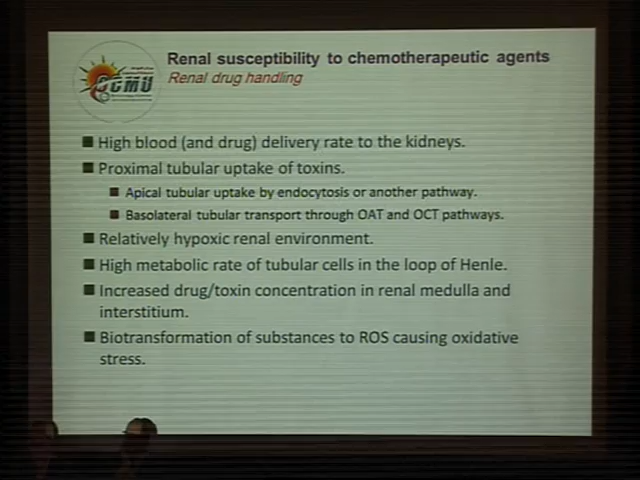 Renal susceptibility to chemotherapeutic agents
Renal drug handling
GCMU
High blood (and drug) delivery rate to the kidneys.
Proximal tubular uptake of toxins.
Apical tubular uptake by endocytosis or another pathway.
Basolateral tubular transport through OAT and OCT pathways.
Relatively hypoxic renal environment.
High metabolic rate of tubular cells in the loop of Henle.
Increased drug/toxin concentration in renal medulla and
interstitium.
Biotransformation of substances to ROS causing oxidative
stress.